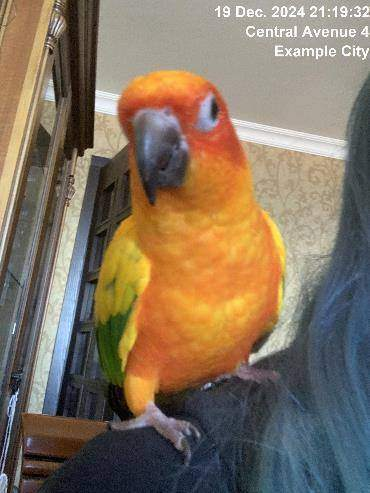 19 Dec. 2024 21:19:32
Central Avenue 4
Example City